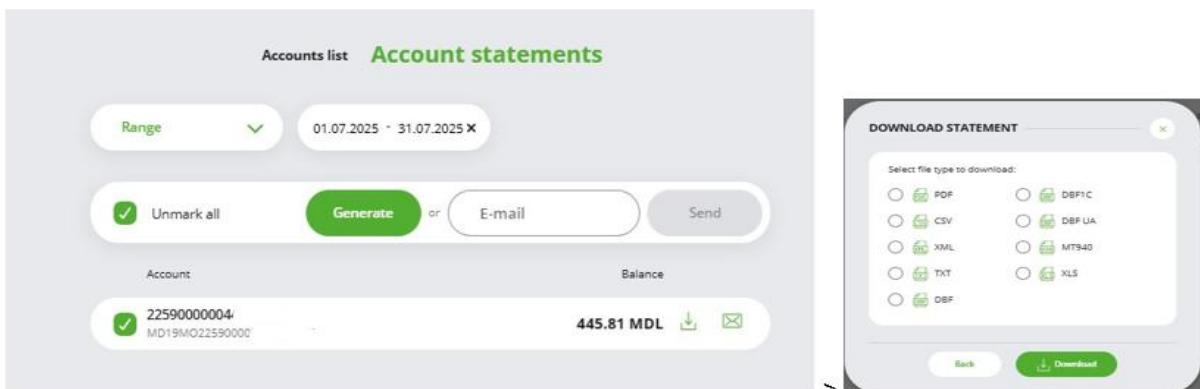 Accounts list Account statements
Range 01.07.2025 - 31.07.2025 ×
Unmark all Generate or E-mail Send
Account Balance
22590000004
MD19MO22590000
445.81 MDL
DOWNLOAD STATEMENT ×
Select file type to download:
PDF DBF1C
CSV DBF UA
XML MT940
TXT XLS
DBF
Back Download